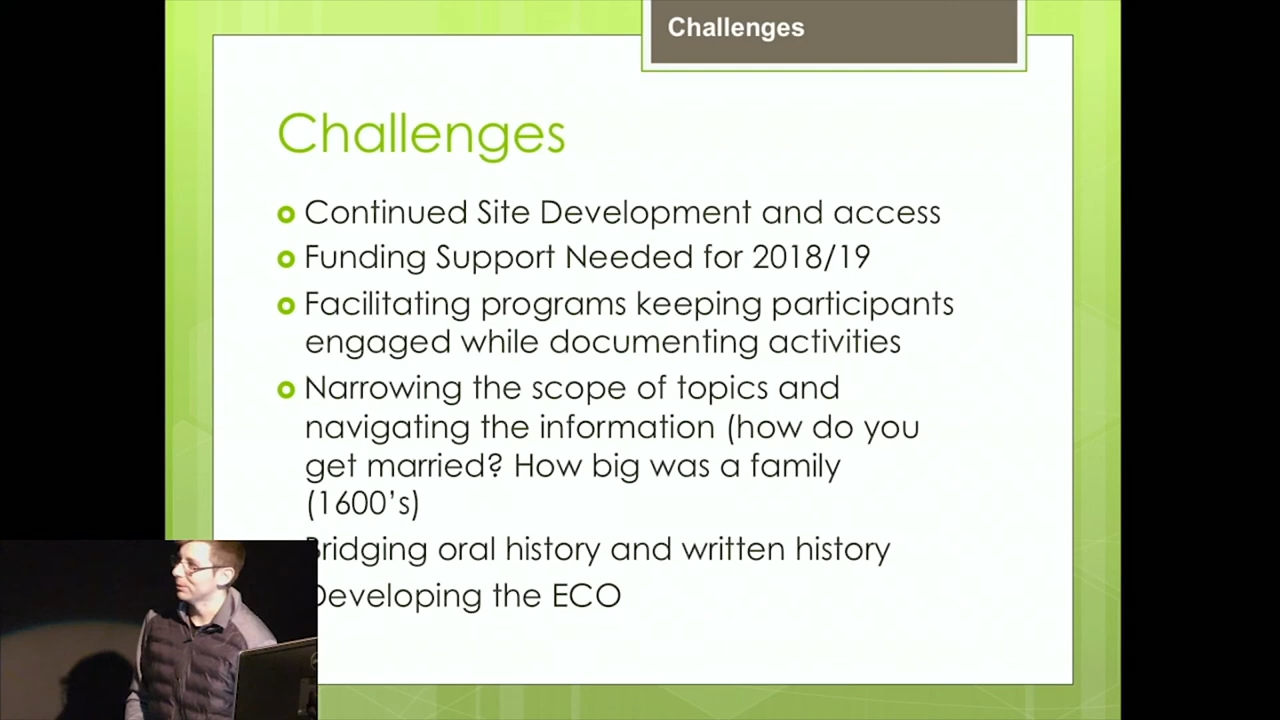 Challenges
Challenges
Continued Site Development and access
Funding Support Needed for 2018/19
Facilitating programs keeping participants
engaged while documenting activities
Narrowing the scope of topics and
navigating the information (how do you
get married? How big was a family
(1600's)
Bridging oral history and written history
Developing the ECO